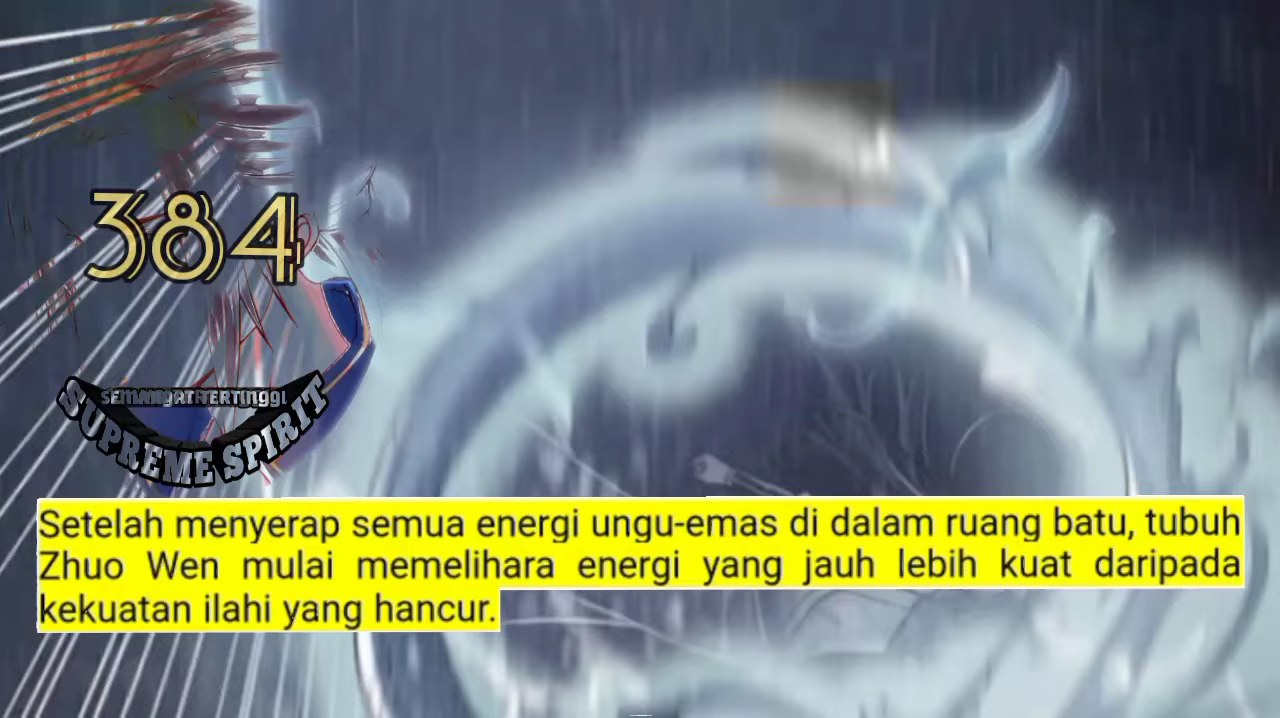 384
SEMANGAT TERTINGGI
SUPREME SPIRIT
Setelah menyerap semua energi ungu-emas di dalam ruang batu, tubuh
Zhuo Wen mulai memelihara energi yang jauh lebih kuat daripada
kekuatan ilahi yang hancur.